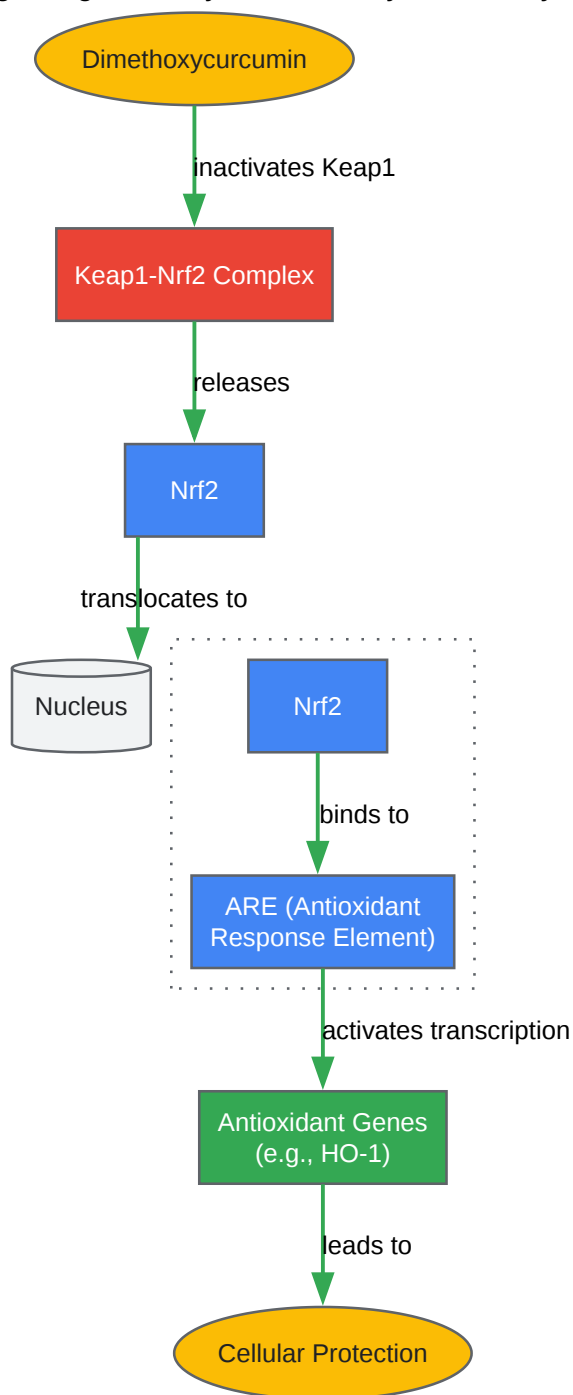 Dimethoxycurcumin
inactivates Keap1
Keap1-Nrf2 Complex
releases
Nrf2
translocates to
Nucleus
Nrf2
binds to
ARE (Antioxidant
Response Element)
activates transcription
Antioxidant Genes
(e.g., HO-1)
leads to
Cellular Protection